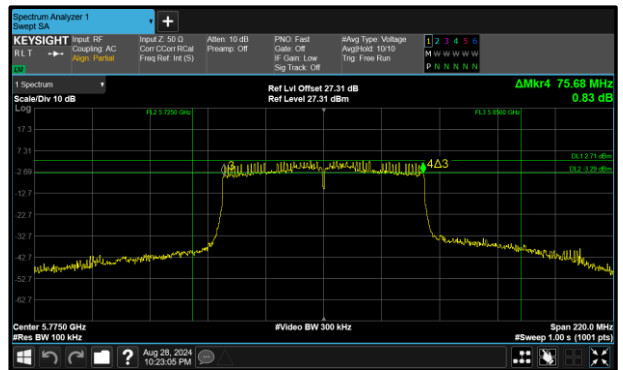 Spectrum Analyzer 1
Swept SA
KEYSIGHT
RLT
LW
Input: RF
Coupling: AC
Align: Partial
Input Z: 50 Ω
Corr CCorr RCal
Freq Ref: Int (S)
Atten: 10 dB
Preamp: Off
PNO: Fast
Gate: Off
IF Gain: Low
Sig Track: Off
#Avg Type: Voltage
Avg|Hold: 10/10
Trig: Free Run
1 2 3 4 5 6
M W W W W W
P N N N N N
1 Spectrum
Scale/Div 10 dB
Ref Lvl Offset 27.31 dB
Ref Level 27.31 dBm
ΔMkr4 75.68 MHz
0.83 dB
Log
FL2 5.7250 GHz
FL3 5.8500 GHz
17.3
7.31
DL1 2.71 dBm
3
4Δ3
-2.69
DL2 -3.29 dBm
-12.7
-22.7
-32.7
-42.7
-52.7
-62.7
Center 5.7750 GHz
#Video BW 300 kHz
Span 220.0 MHz
#Res BW 100 kHz
#Sweep 1.00 s (1001 pts)
?
Aug 28, 2024
10:23:05 PM